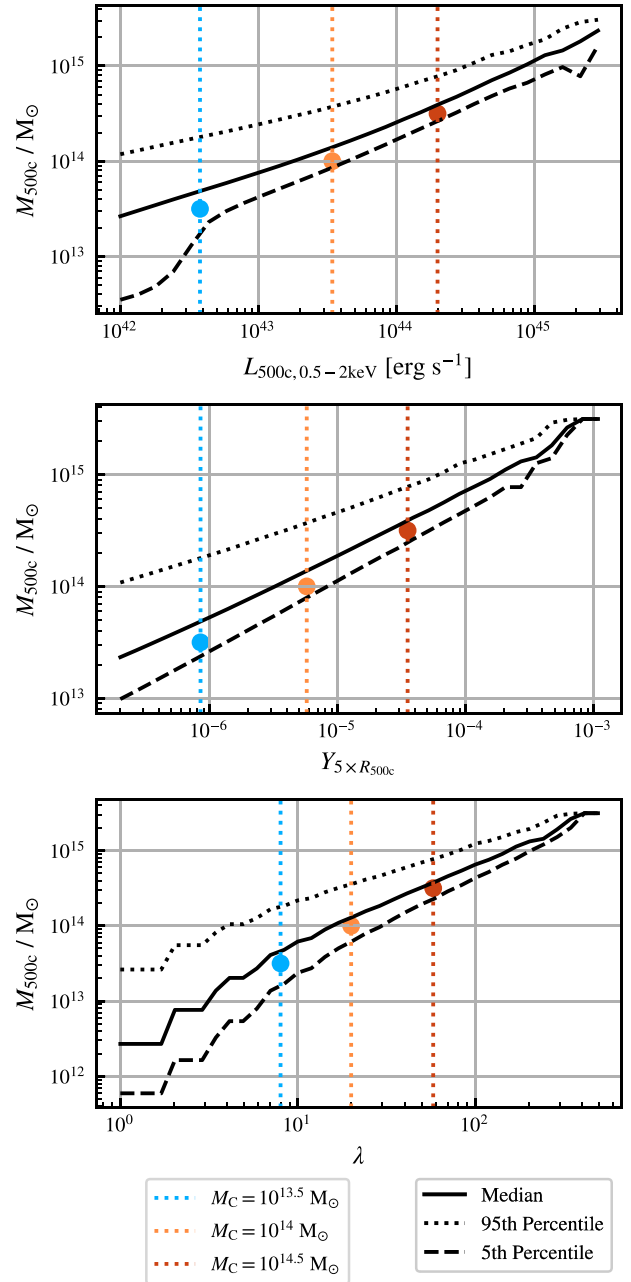 10^15
10^14
10^13
M_500c / M_⊙
10^42 10^43 10^44 10^45
L_500c, 0.5−2keV [erg s^−1]
10^15
10^14
10^13
M_500c / M_⊙
10^−6 10^−5 10^−4 10^−3
Y_5×R_500c
10^15
10^14
10^13
10^12
M_500c / M_⊙
10^0 10^1 10^2
λ
M_C = 10^13.5 M_⊙
M_C = 10^14 M_⊙
M_C = 10^14.5 M_⊙
Median
95th Percentile
5th Percentile